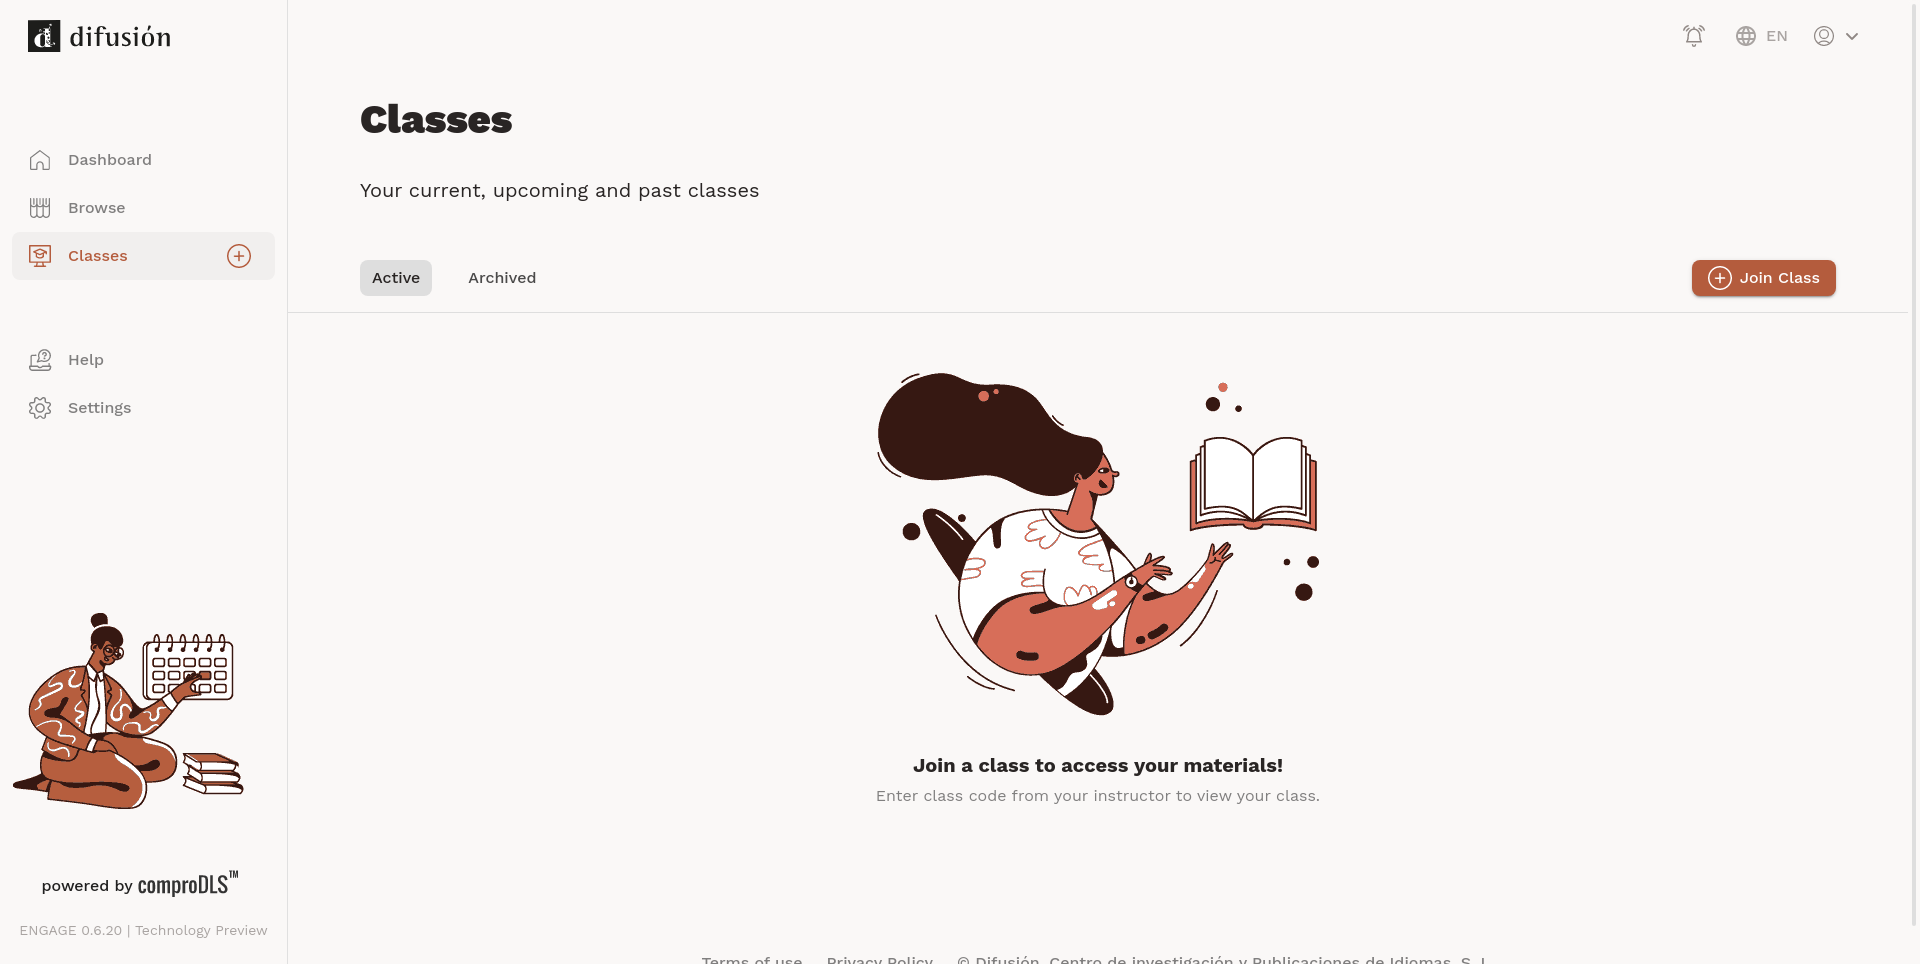 difusión
EN
Dashboard
Browse
Classes
Help
Settings
powered by comproDLS™
ENGAGE 0.6.20 | Technology Preview
Classes
Your current, upcoming and past classes
Active
Archived
Join Class
Join a class to access your materials!
Enter class code from your instructor to view your class.
Terms of use
Privacy Policy
© Difusión, Centro de investigación y Publicaciones de Idiomas, S. L.